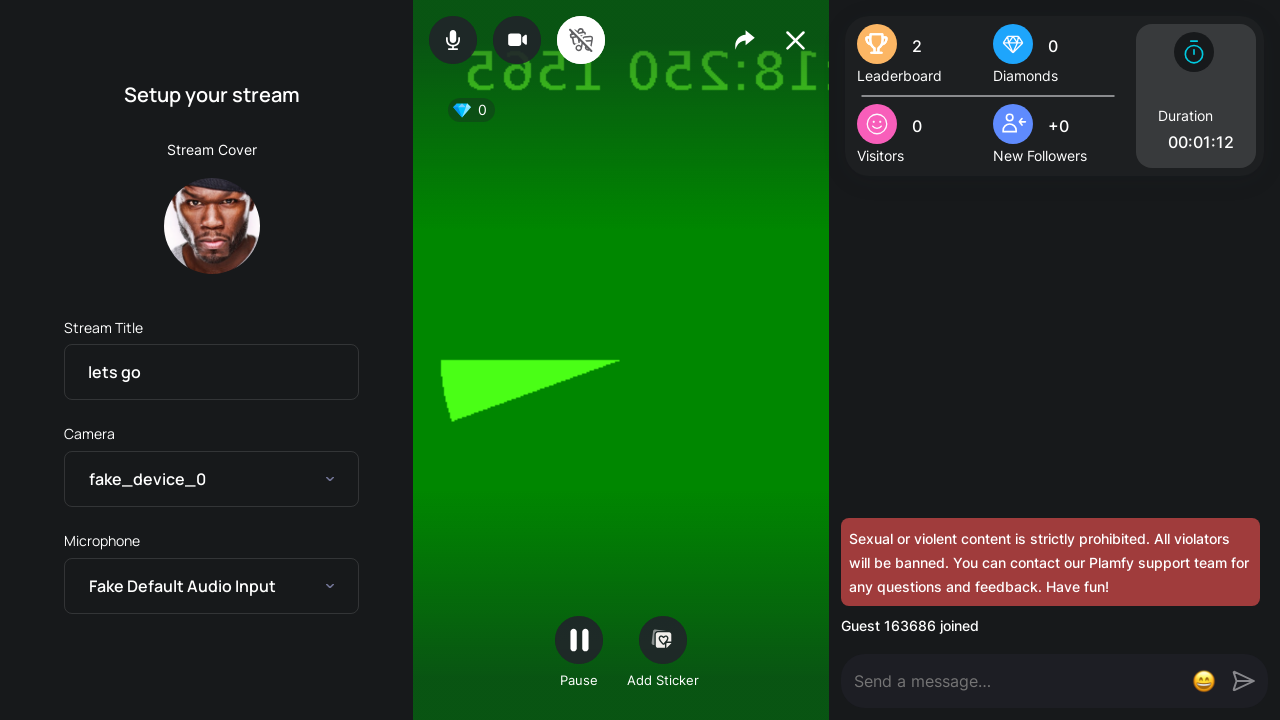 Setup your stream
Stream Cover
Stream Title
lets go
Camera
fake_device_0
Microphone
Fake Default Audio Input
:18:250 1565
0
Pause
Add Sticker
2
Leaderboard
0
Diamonds
0
Visitors
+0
New Followers
Duration
00:01:12
Sexual or violent content is strictly prohibited. All violators
will be banned. You can contact our Plamfy support team for
any questions and feedback. Have fun!
Guest 163686 joined
Send a message...